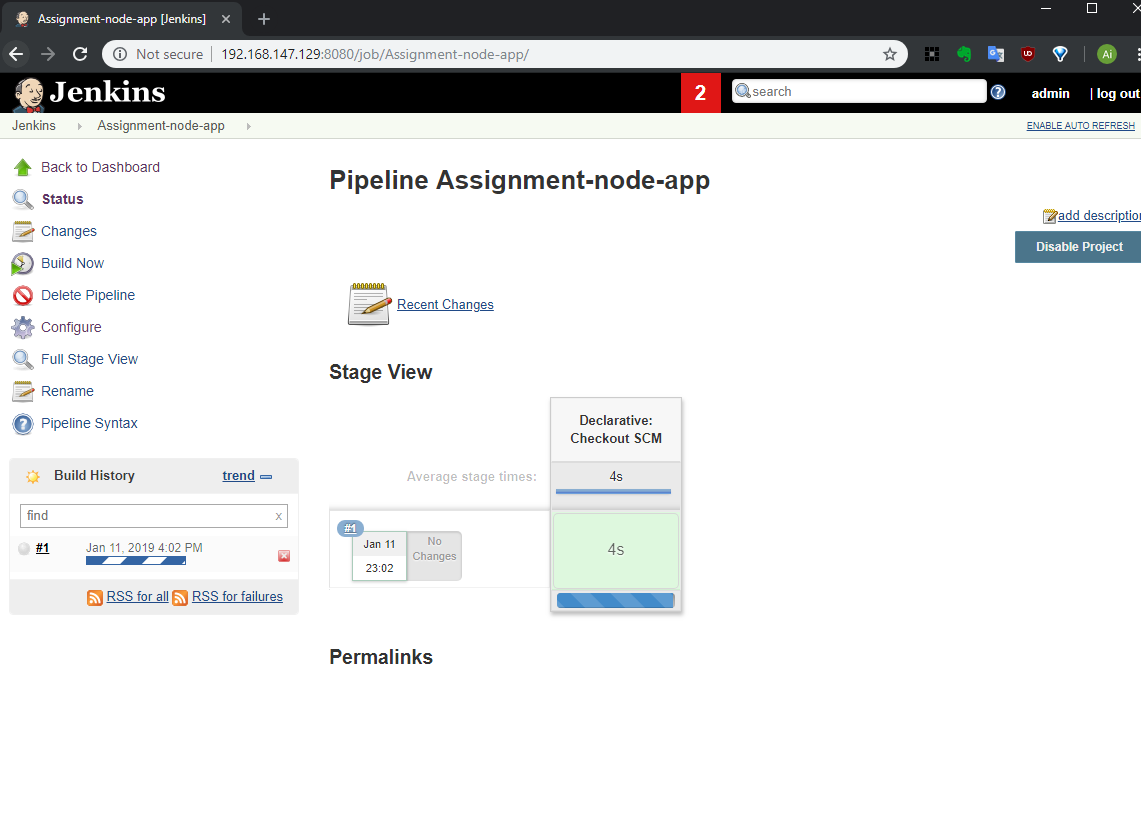 Assignment-node-app [Jenkins]
Not secure | 192.168.147.129:8080/job/Assignment-node-app/
UD
Ai
Jenkins
2
search
?
admin
| log out
Jenkins
Assignment-node-app
ENABLE AUTO REFRESH
Back to Dashboard
Status
Changes
Build Now
Delete Pipeline
Configure
Full Stage View
Rename
Pipeline Syntax
Build History
trend
find
x
#1
Jan 11, 2019 4:02 PM
RSS for all
RSS for failures
Pipeline Assignment-node-app
add description
Disable Project
Recent Changes
Stage View
Declarative:
Checkout SCM
Average stage times:
4s
#1
Jan 11
23:02
No
Changes
4s
Permalinks